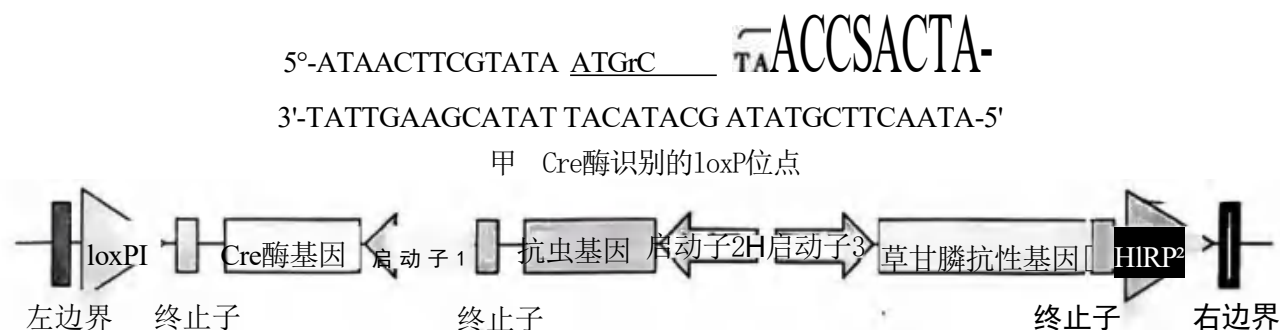 5°-ATAACTTCGTATA ATGrC TAACCSACTA-
3'-TATTGAAGCATAT TACATACG ATATGCTTCAATA-5'
甲 Cre酶识别的loxP位点
loxPI Cre酶基因 启动子1 抗虫基因 启动子2H启动子3 草甘膦抗性基因[ HlRP²
左边界 终止子 终止子 终止子 右边界